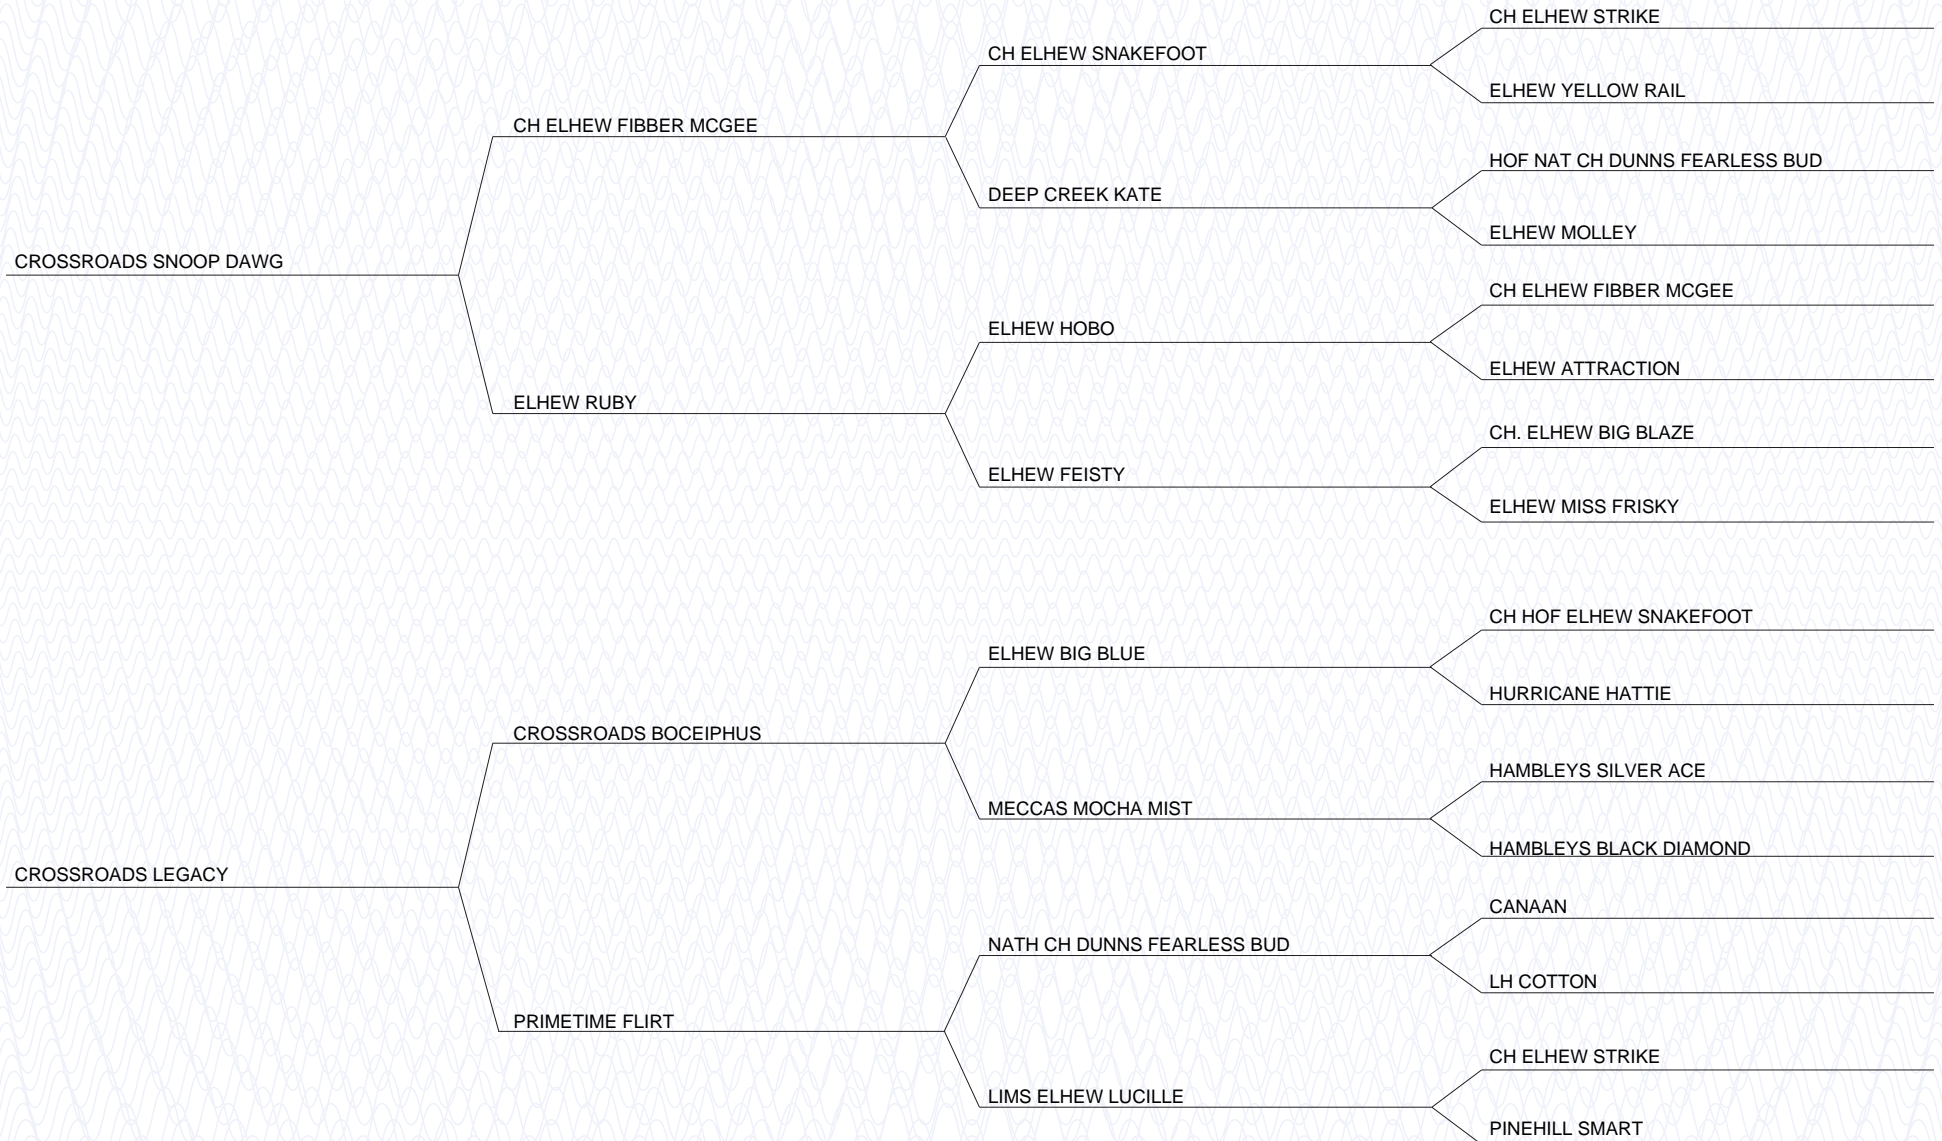 CH ELHEW STRIKE
CH ELHEW SNAKEFOOT
ELHEW YELLOW RAIL
CH ELHEW FIBBER MCGEE
HOF NAT CH DUNNS FEARLESS BUD
DEEP CREEK KATE
ELHEW MOLLEY
CROSSROADS SNOOP DAWG
CH ELHEW FIBBER MCGEE
ELHEW HOBO
ELHEW ATTRACTION
ELHEW RUBY
CH. ELHEW BIG BLAZE
ELHEW FEISTY
ELHEW MISS FRISKY
CH HOF ELHEW SNAKEFOOT
ELHEW BIG BLUE
HURRICANE HATTIE
CROSSROADS BOCEIPHUS
HAMBLEYS SILVER ACE
MECCAS MOCHA MIST
HAMBLEYS BLACK DIAMOND
CROSSROADS LEGACY
CANAAN
NATH CH DUNNS FEARLESS BUD
LH COTTON
PRIMETIME FLIRT
CH ELHEW STRIKE
LIMS ELHEW LUCILLE
PINEHILL SMART